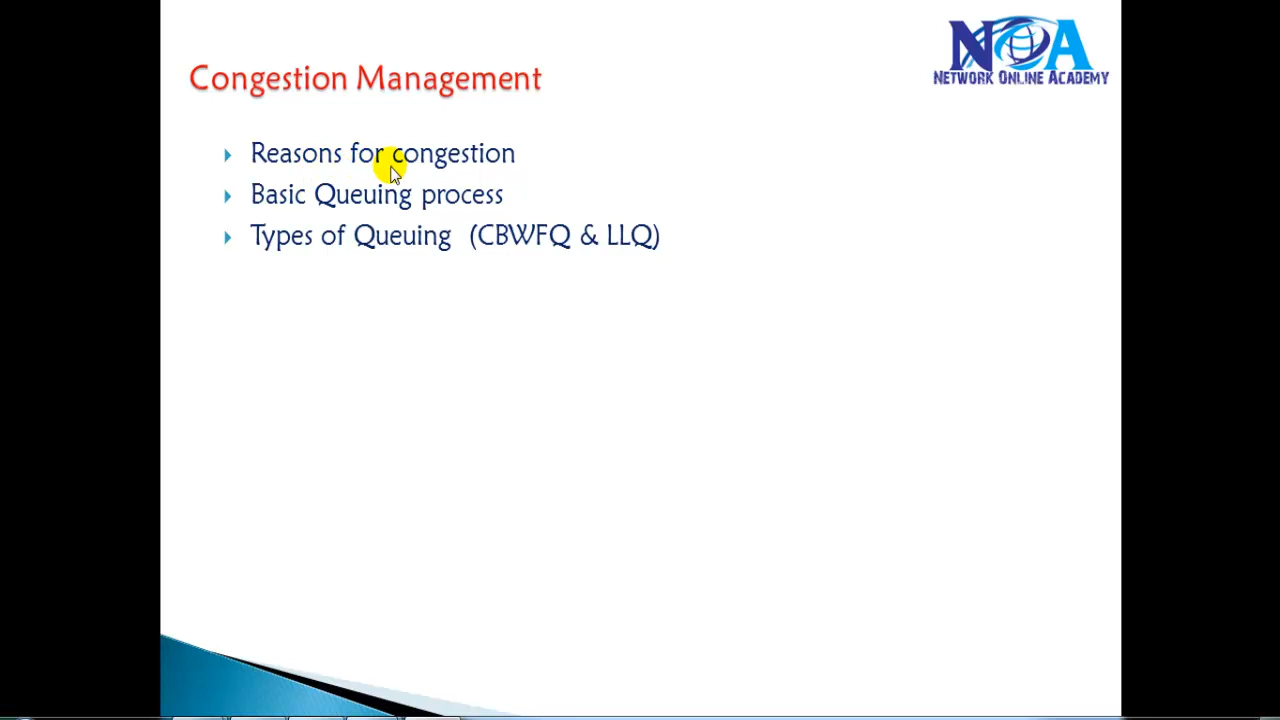 NOA
NETWORK ONLINE ACADEMY
Congestion Management
Reasons for congestion
Basic Queuing process
Types of Queuing (CBWFQ & LLQ)